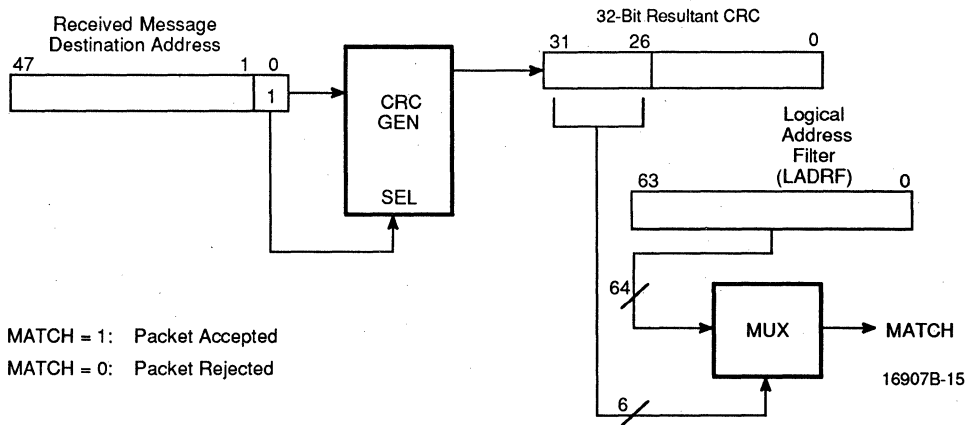 Received Message
Destination Address
47 1 0
1
CRC
GEN
SEL
32-Bit Resultant CRC
31 26 0
Logical
Address
Filter
(LADRF)
63 0
64
MUX
MATCH
6
MATCH = 1: Packet Accepted
MATCH = 0: Packet Rejected
16907B-15